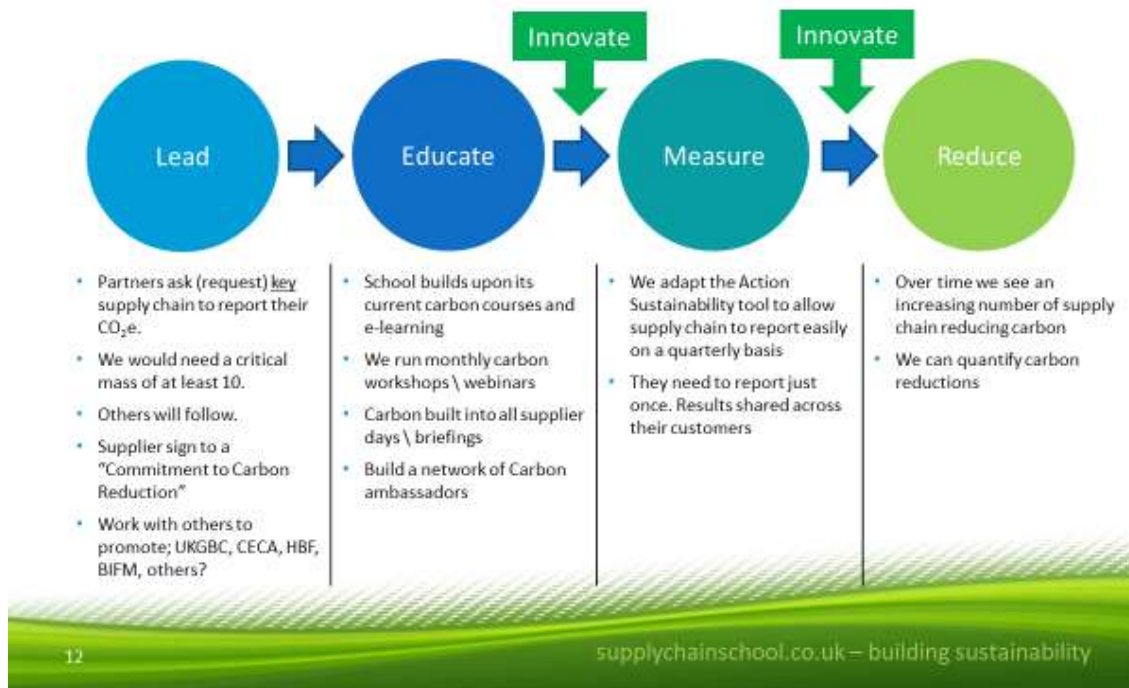 Innovate
Innovate
Lead
Educate
Measure
Reduce
• Partners ask (request) key
supply chain to report their
CO₂e.
• We would need a critical
mass of at least 10.
• Others will follow.
• Supplier sign to a
“Commitment to Carbon
Reduction”
• Work with others to
promote; UKGBC, CECA, HBF,
BIFM, others?
• School builds upon its
current carbon courses and
e-learning
• We run monthly carbon
workshops \ webinars
• Carbon built into all supplier
days \ briefings
• Build a network of Carbon
ambassadors
• We adapt the Action
Sustainability tool to allow
supply chain to report easily
on a quarterly basis
• They need to report just
once. Results shared across
their customers
• Over time we see an
increasing number of supply
chain reducing carbon
• We can quantify carbon
reductions
12
supplychainschool.co.uk – building sustainability